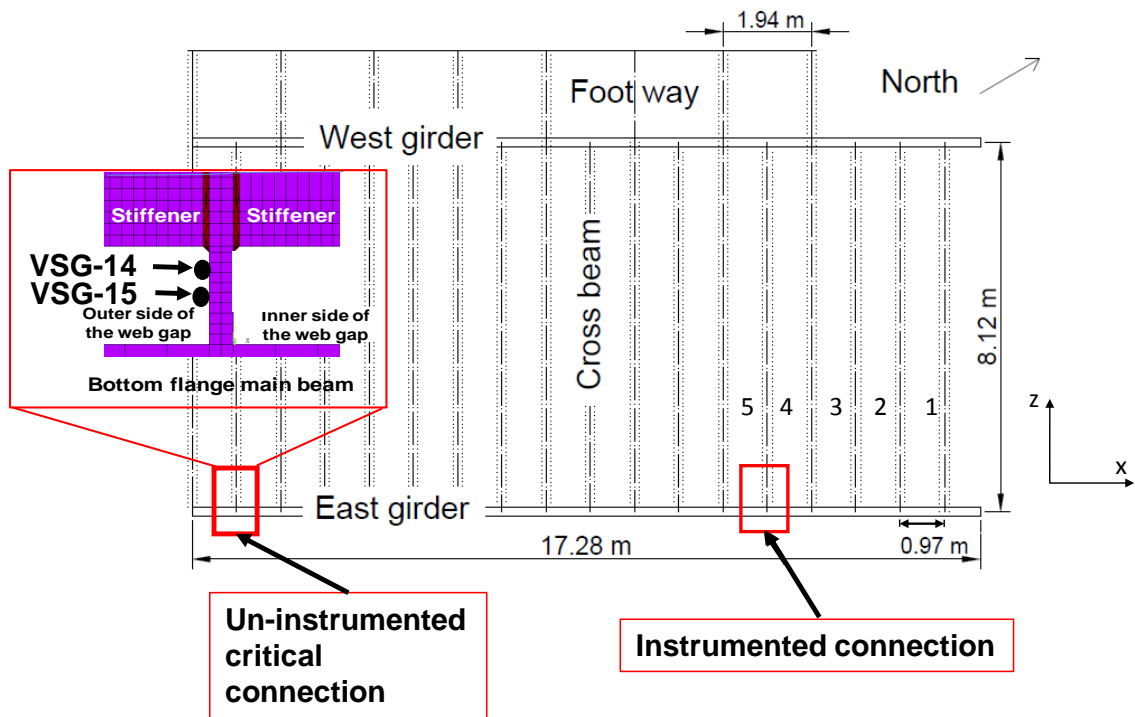 1.94 m
Foot way
North
West girder
Stiffener
Stiffener
VSG-14
VSG-15
Outer side of
the web gap
Inner side of
the web gap
x
Bottom flange main beam
Cross beam
8.12 m
5
4
3
2
1
z
x
East girder
17.28 m
0.97 m
Un-instrumented
critical
connection
Instrumented connection